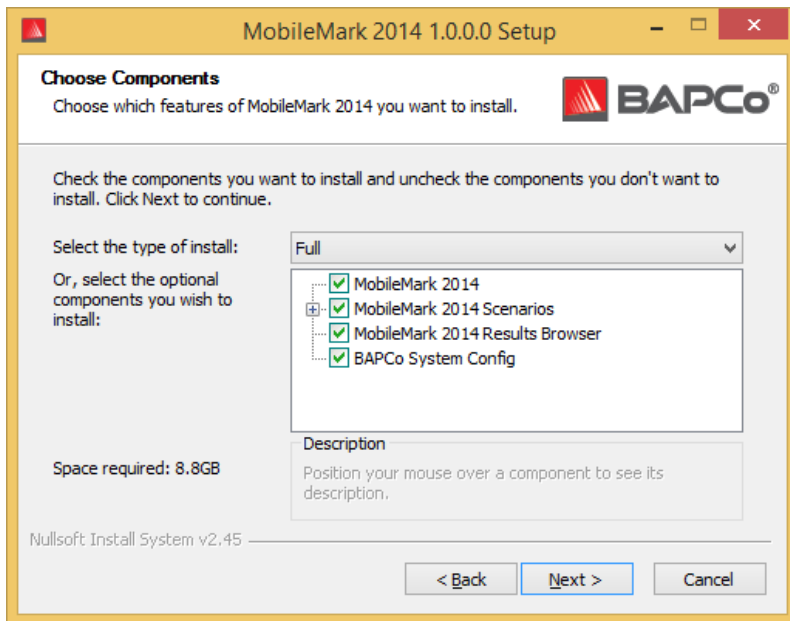 MobileMark 2014 1.0.0.0 Setup
Choose Components
Choose which features of MobileMark 2014 you want to install.
BAPCo®
Check the components you want to install and uncheck the components you don't want to
install. Click Next to continue.
Select the type of install:
Full
Or, select the optional
components you wish to
install:
MobileMark 2014
MobileMark 2014 Scenarios
MobileMark 2014 Results Browser
BAPCo System Config
Space required: 8.8GB
Description
Position your mouse over a component to see its
description.
Nullsoft Install System v2.45
< Back
Next >
Cancel